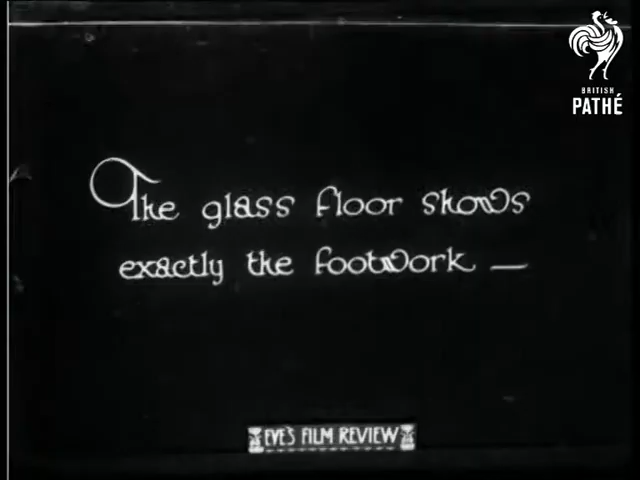 BRITISH
PATHÉ
The glass floor shows
exactly the footwork —
EVE'S FILM REVIEW